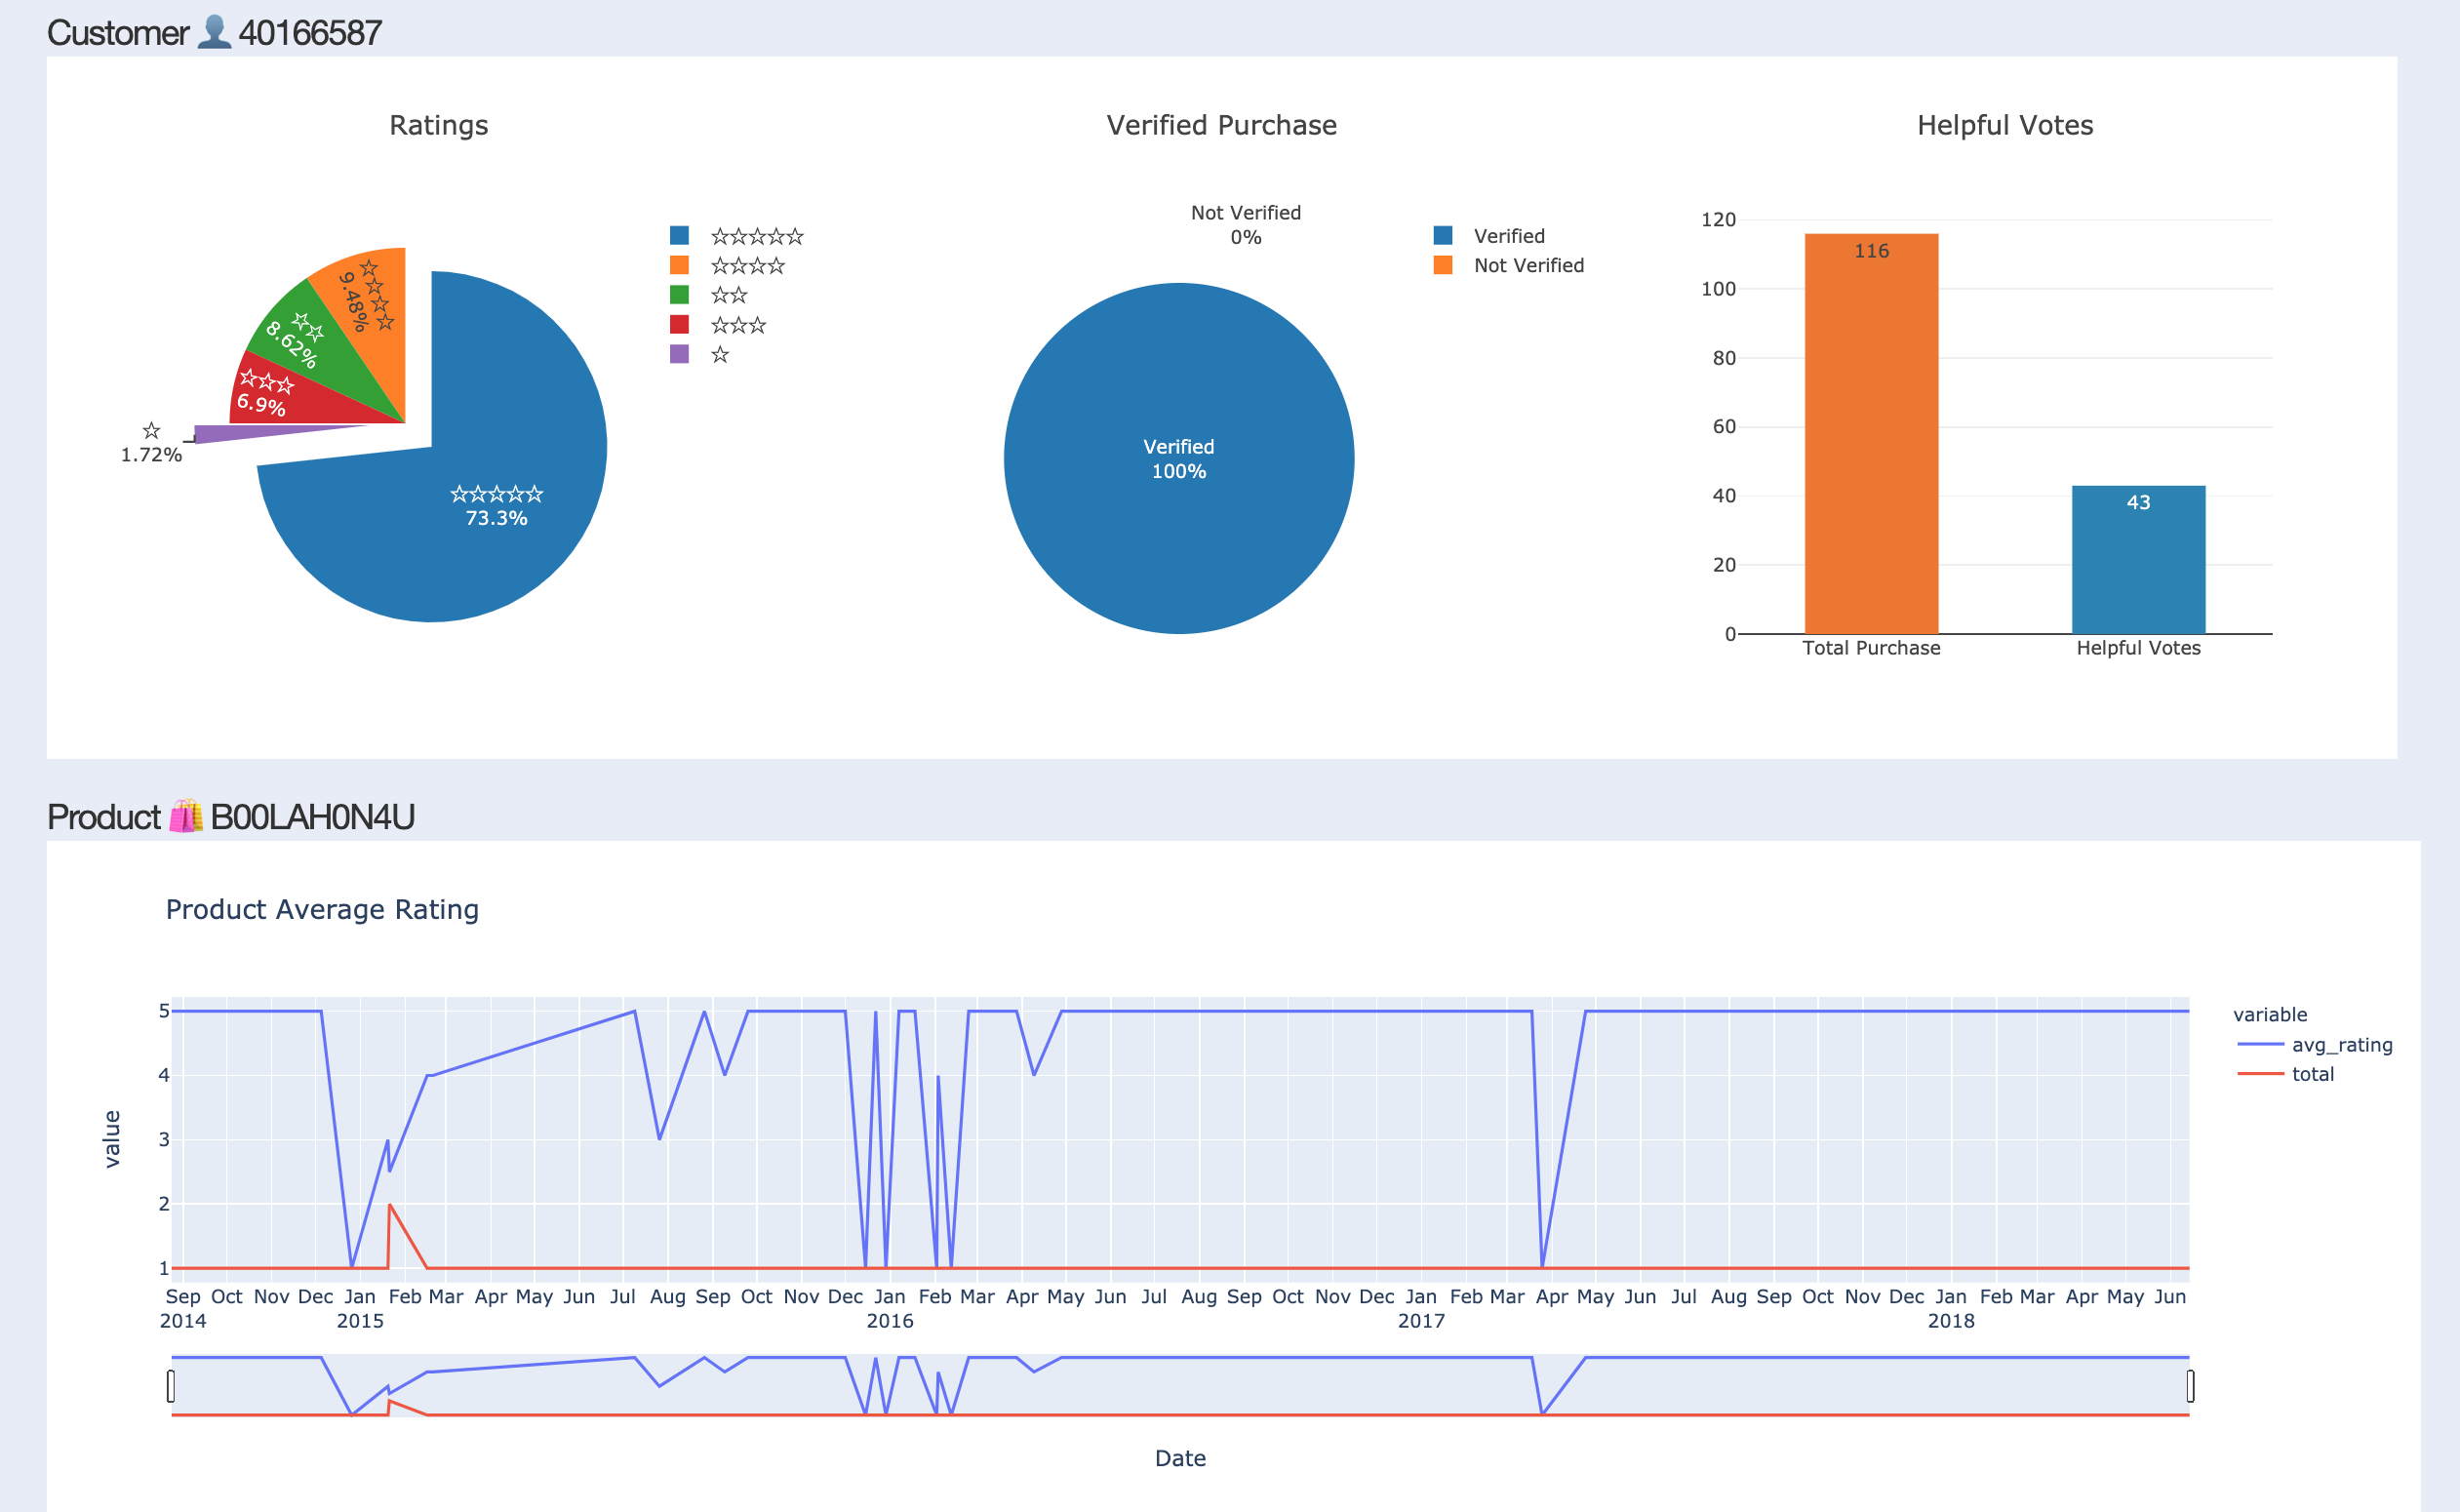 Customer 👤 40166587
Ratings
☆☆☆☆☆
73.3%
☆☆☆☆
9.48%
☆☆
8.62%
☆☆☆
6.9%
☆
1.72%
☆☆☆☆☆
☆☆☆☆
☆☆
☆☆☆
☆
Verified Purchase
Not Verified
0%
Verified
100%
Verified
Not Verified
Helpful Votes
120
100
80
60
40
20
0
116
43
Total Purchase Helpful Votes
Product 🛍️ B00LAH0N4U
Product Average Rating
value
5
4
3
2
1
Sep Oct Nov Dec Jan Feb Mar Apr May Jun Jul Aug Sep Oct Nov Dec Jan Feb Mar Apr May Jun Jul Aug Sep Oct Nov Dec Jan Feb Mar Apr May Jun Jul Aug Sep Oct Nov Dec Jan Feb Mar Apr May Jun
2014 2015 2016 2017 2018
variable
avg_rating
total
Date